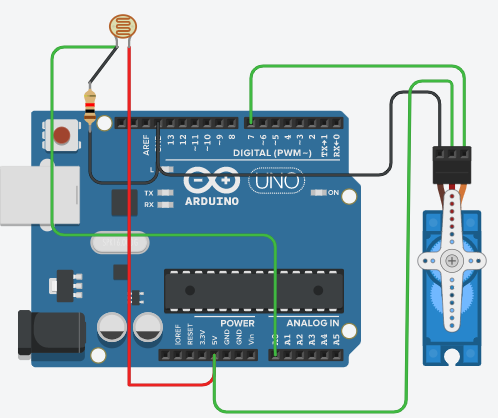 AREF
13
12
~11
~10
~9
8
7
~6
~5
4
~3
2
TX→1
RX←0
DIGITAL (PWM~)
L
TX
RX
UNO
ON
ARDUINO
POWER
ANALOG IN
IOREF
RESET
3.3V
5V
GND
GND
Vin
A1
A2
A3
A4
A5